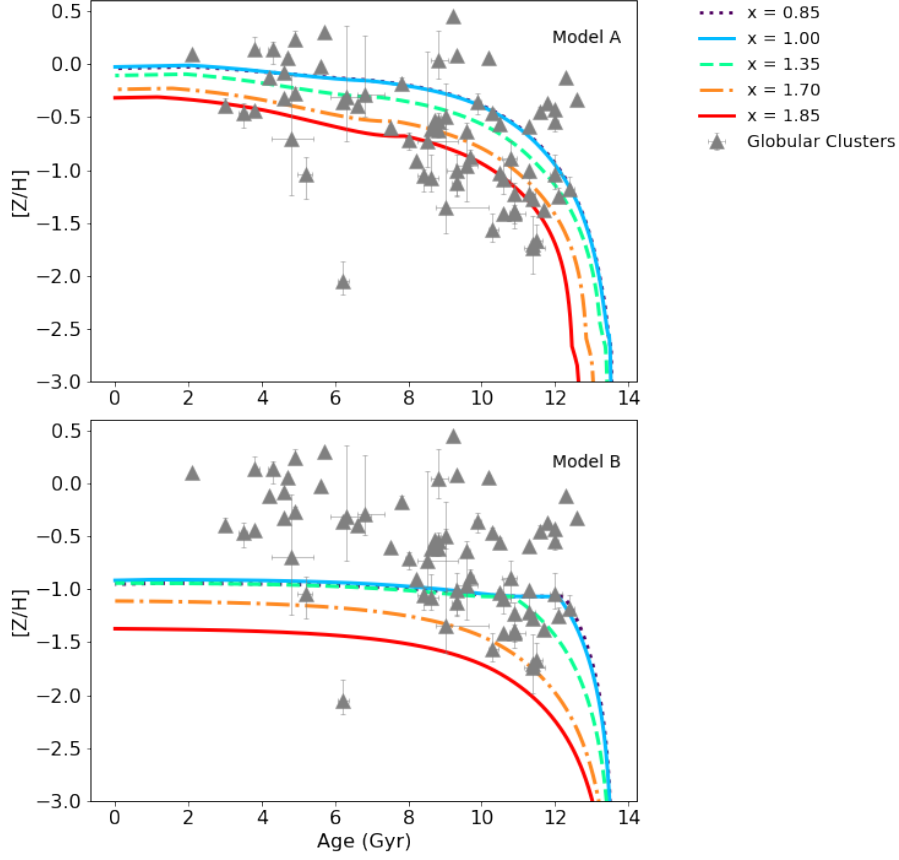 0.5
0.0
−0.5
−1.0
−1.5
−2.0
−2.5
−3.0
[Z/H]
Model A
0 2 4 6 8 10 12 14
x = 0.85
x = 1.00
x = 1.35
x = 1.70
x = 1.85
Globular Clusters
0.5
0.0
−0.5
−1.0
−1.5
−2.0
−2.5
−3.0
[Z/H]
Model B
0 2 4 6 8 10 12 14
Age (Gyr)